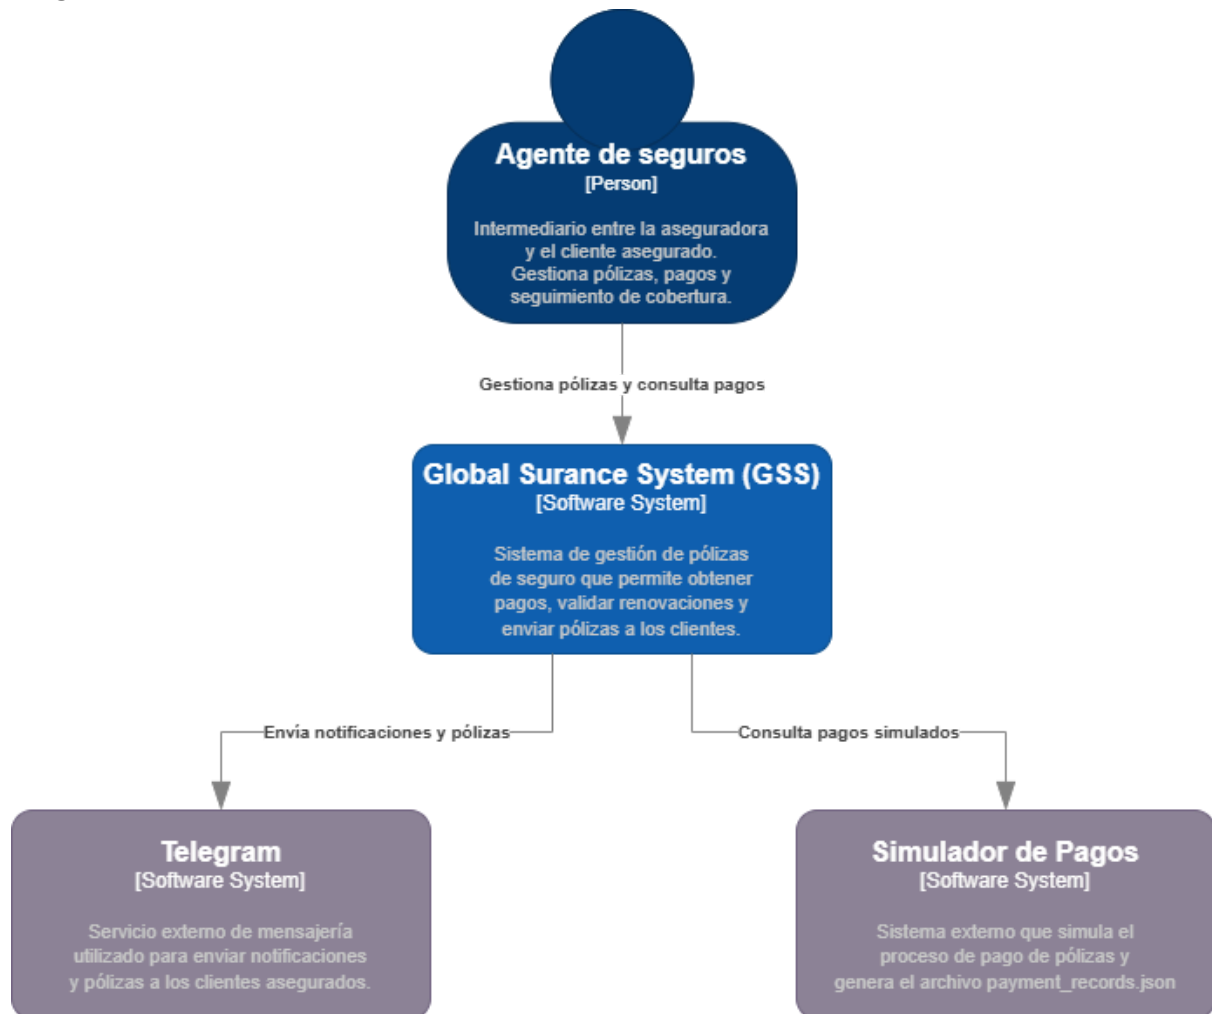 Agente de seguros
[Person]
Intermediario entre la aseguradora
y el cliente asegurado.
Gestiona pólizas, pagos y
seguimiento de cobertura.
Gestiona pólizas y consulta pagos
Global Surance System (GSS)
[Software System]
Sistema de gestión de pólizas
de seguro que permite obtener
pagos, validar renovaciones y
enviar pólizas a los clientes.
Envía notificaciones y pólizas
Consulta pagos simulados
Telegram
[Software System]
Servicio externo de mensajería
utilizado para enviar notificaciones
y pólizas a los clientes asegurados.
Simulador de Pagos
[Software System]
Sistema externo que simula el
proceso de pago de pólizas y
genera el archivo payment_records.json